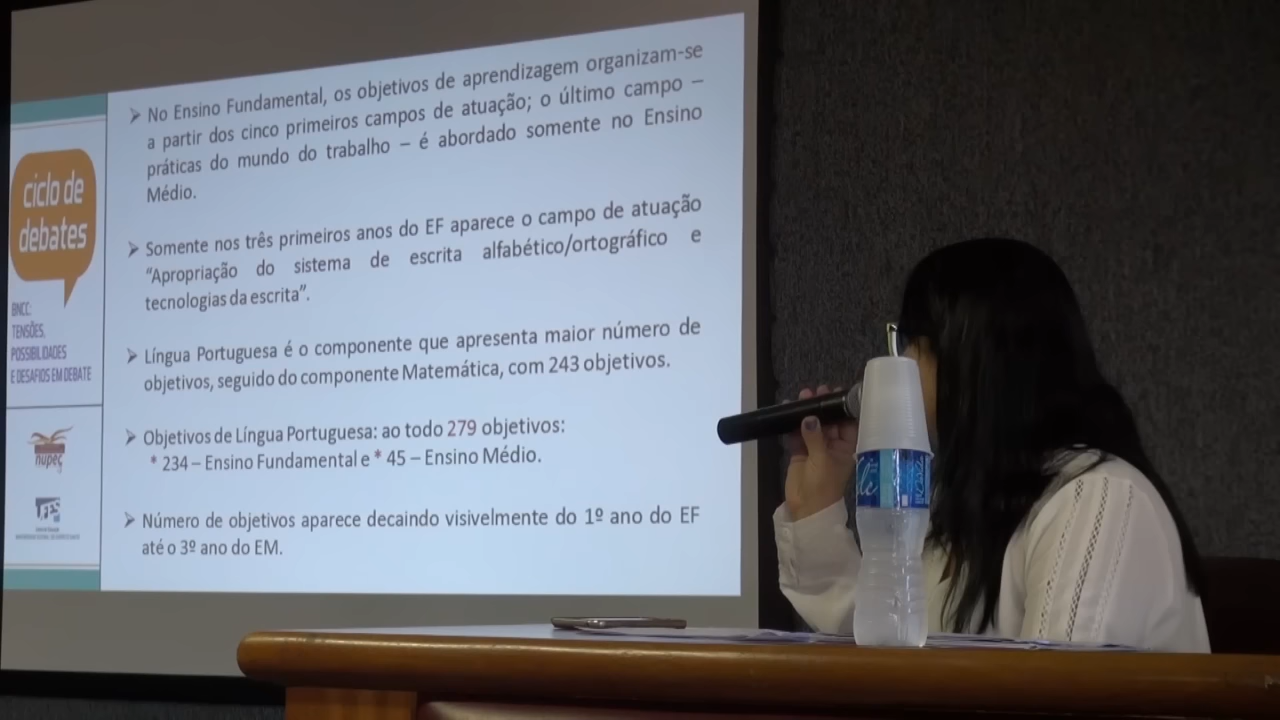 ➢ No Ensino Fundamental, os objetivos de aprendizagem organizam-se
a partir dos cinco primeiros campos de atuação; o último campo –
práticas do mundo do trabalho – é abordado somente no Ensino
Médio.
➢ Somente nos três primeiros anos do EF aparece o campo de atuação
“Apropriação do sistema de escrita alfabético/ortográfico e
tecnologias da escrita”.
➢ Língua Portuguesa é o componente que apresenta maior número de
objetivos, seguido do componente Matemática, com 243 objetivos.
➢ Objetivos de Língua Portuguesa: ao todo 279 objetivos:
* 234 – Ensino Fundamental e * 45 – Ensino Médio.
➢ Número de objetivos aparece decaindo visivelmente do 1º ano do EF
até o 3º ano do EM.
ciclo de
debates
BNCC:
TENSÕES,
POSSIBILIDADES
E DESAFIOS EM DEBATE
nupec